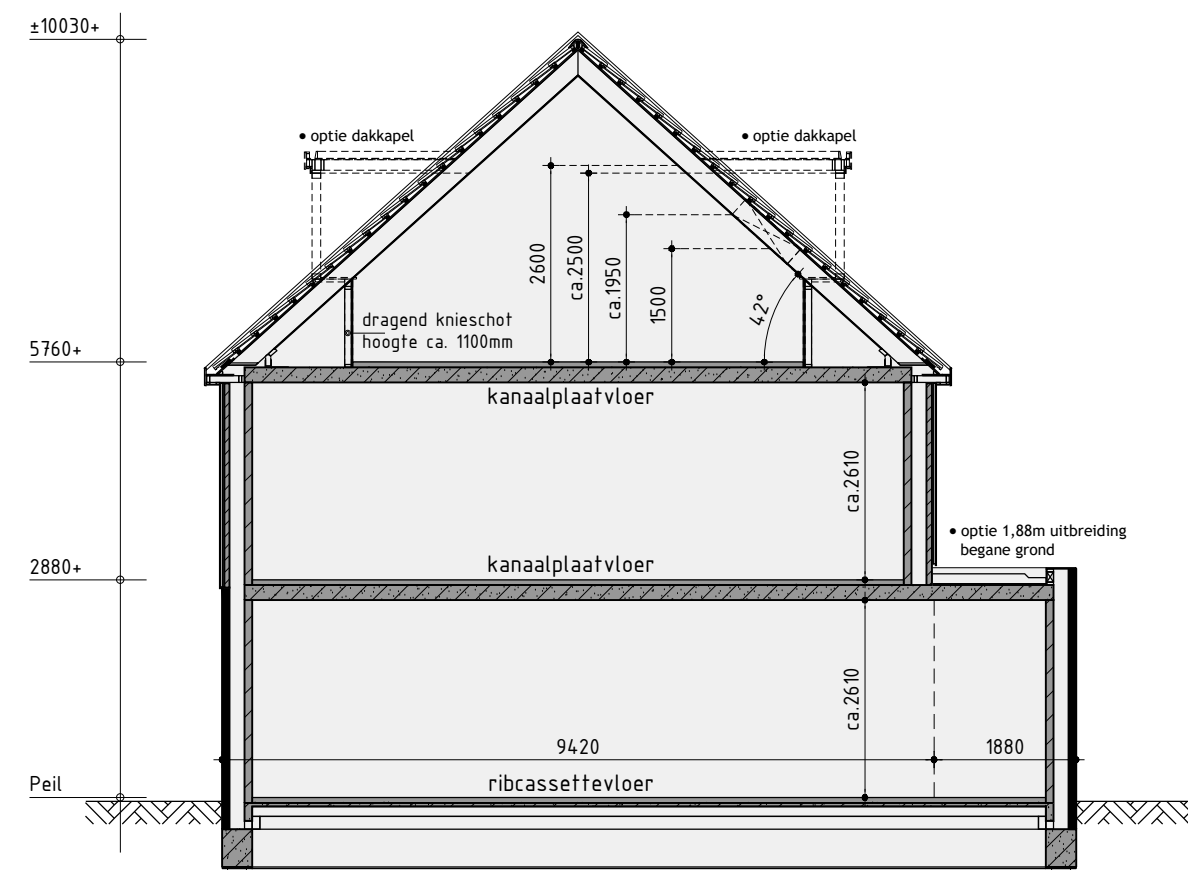 ±10030+
• optie dakkapel
• optie dakkapel
2600
ca.2500
ca.1950
1500
42°
dragend knieschot
hoogte ca. 1100mm
5760+
kanaalplaatvloer
ca.2610
• optie 1,88m uitbreiding
begane grond
kanaalplaatvloer
2880+
ca.2610
9420
1880
Peil
ribcassettevloer